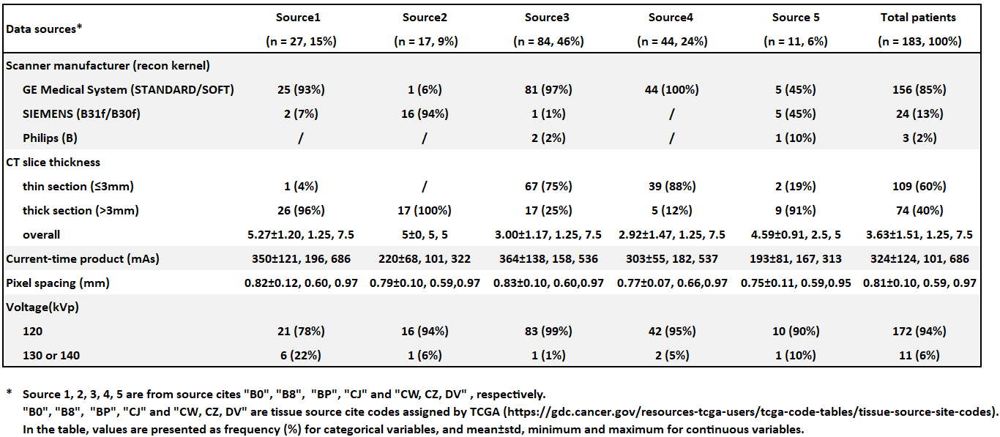 Data sources* Source1 Source2 Source3 Source4 Source 5 Total patients
(n = 27, 15%) (n = 17, 9%) (n = 84, 46%) (n = 44, 24%) (n = 11, 6%) (n = 183, 100%)
Scanner manufacturer (recon kernel)
GE Medical System (STANDARD/SOFT) 25 (93%) 1 (6%) 81 (97%) 44 (100%) 5 (45%) 156 (85%)
SIEMENS (B31f/B30f) 2 (7%) 16 (94%) 1 (1%) / 5 (45%) 24 (13%)
Philips (B) / / 2 (2%) / 1 (10%) 3 (2%)
CT slice thickness
thin section (≤3mm) 1 (4%) / 67 (75%) 39 (88%) 2 (19%) 109 (60%)
thick section (>3mm) 26 (96%) 17 (100%) 17 (25%) 5 (12%) 9 (91%) 74 (40%)
overall 5.27±1.20, 1.25, 7.5 5±0, 5, 5 3.00±1.17, 1.25, 7.5 2.92±1.47, 1.25, 7.5 4.59±0.91, 2.5, 5 3.63±1.51, 1.25, 7.5
Current-time product (mAs) 350±121, 196, 686 220±68, 101, 322 364±138, 158, 536 303±55, 182, 537 193±81, 167, 313 324±124, 101, 686
Pixel spacing (mm) 0.82±0.12, 0.60, 0.97 0.79±0.10, 0.59,0.97 0.83±0.10, 0.60,0.97 0.77±0.07, 0.66,0.97 0.75±0.11, 0.59,0.95 0.81±0.10, 0.59, 0.97
Voltage(kVp)
120 21 (78%) 16 (94%) 83 (99%) 42 (95%) 10 (90%) 172 (94%)
130 or 140 6 (22%) 1 (6%) 1 (1%) 2 (5%) 1 (10%) 11 (6%)
* Source 1, 2, 3, 4, 5 are from source cites "B0", "B8", "BP", "CJ" and "CW, CZ, DV" , respectively.
"B0", "B8", "BP", "CJ" and "CW, CZ, DV" are tissue source cite codes assigned by TCGA (https://gdc.cancer.gov/resources-tcga-users/tcga-code-tables/tissue-source-site-codes).
In the table, values are presented as frequency (%) for categorical variables, and mean±std, minimum and maximum for continuous variables.